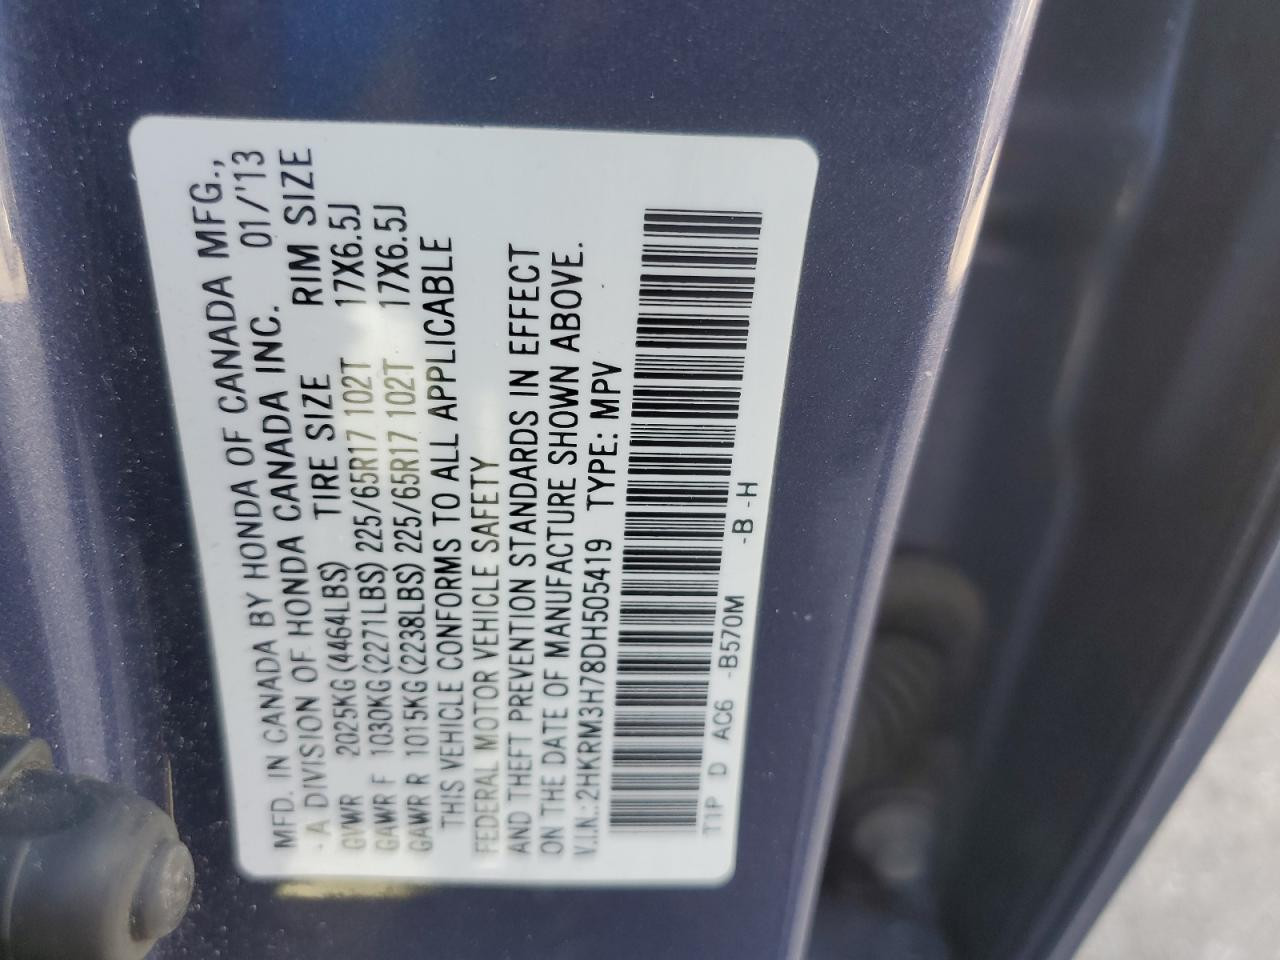 MFD. IN CANADA BY HONDA OF CANADA MFG.,
- A DIVISION OF HONDA CANADA INC. 01/'13
TIRE SIZE RIM SIZE
GVWR 2025KG(4464LBS)
GAWR F 1030KG(2271LBS) 225/65R17 102T 17X6.5J
GAWR R 1015KG(2238LBS) 225/65R17 102T 17X6.5J
THIS VEHICLE CONFORMS TO ALL APPLICABLE
FEDERAL MOTOR VEHICLE SAFETY
AND THEFT PREVENTION STANDARDS IN EFFECT
ON THE DATE OF MANUFACTURE SHOWN ABOVE.
V.I.N.: 2HKRM3H78DH505419 TYPE: MPV
T1P D AC6 -B570M -B -H